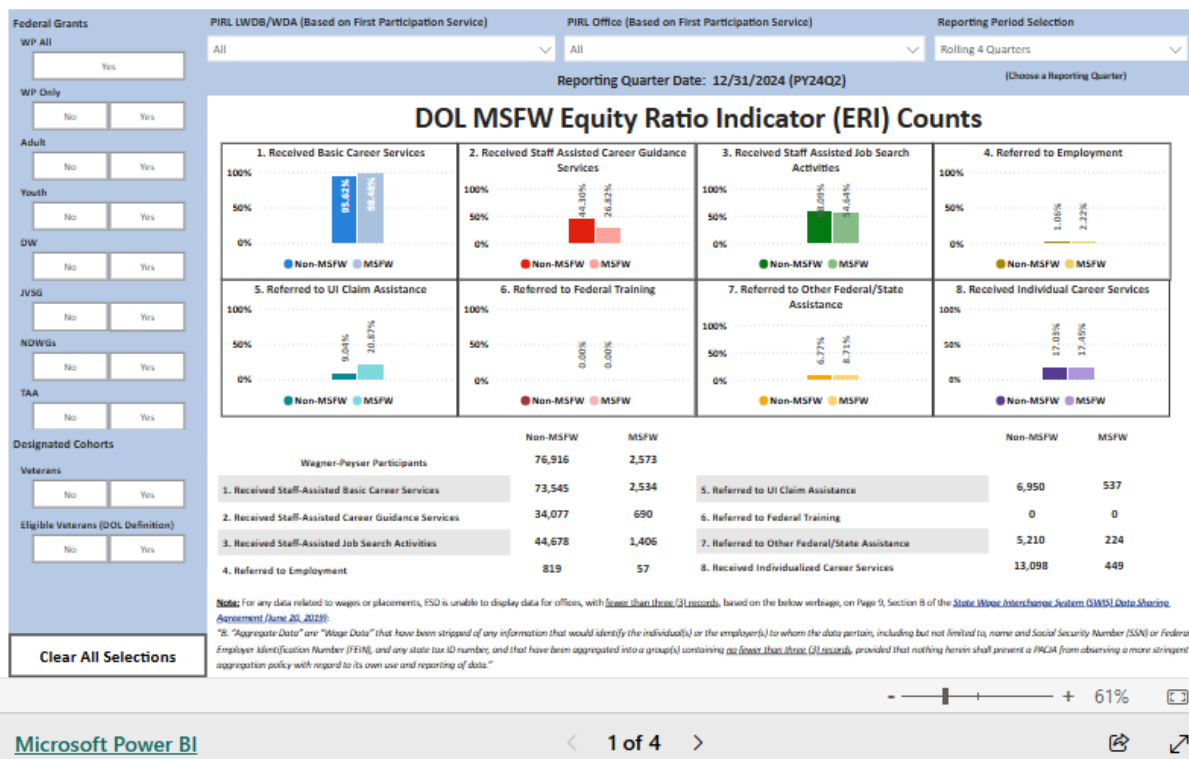 Federal Grants
WP All
Yes
WP Only
No Yes
Adult
No Yes
Youth
No Yes
DW
No Yes
JVSG
No Yes
NDWGs
No Yes
TAA
No Yes
Designated Cohorts
Veterans
No Yes
Eligible Veterans (DOL Definition)
No Yes
Clear All Selections
PIRL LWDB/WDA (Based on First Participation Service)
All
PIRL Office (Based on First Participation Service)
All
Reporting Period Selection
Rolling 4 Quarters
(Choose a Reporting Quarter)
Reporting Quarter Date: 12/31/2024 (PY24Q2)
DOL MSFW Equity Ratio Indicator (ERI) Counts
1. Received Basic Career Services
100%
50%
0%
95.62%
98.48%
Non-MSFW MSFW
2. Received Staff Assisted Career Guidance
Services
100%
50%
0%
44.30%
26.82%
Non-MSFW MSFW
3. Received Staff Assisted Job Search
Activities
100%
50%
0%
58.09%
54.64%
Non-MSFW MSFW
4. Referred to Employment
100%
50%
0%
1.06%
2.22%
Non-MSFW MSFW
5. Referred to UI Claim Assistance
100%
50%
0%
9.04%
20.87%
Non-MSFW MSFW
6. Referred to Federal Training
100%
50%
0%
0.00%
0.00%
Non-MSFW MSFW
7. Referred to Other Federal/State
Assistance
100%
50%
0%
6.77%
8.71%
Non-MSFW MSFW
8. Received Individual Career Services
100%
50%
0%
17.03%
17.45%
Non-MSFW MSFW
Non-MSFW MSFW
Wagner-Peyser Participants 76,916 2,573
1. Received Staff-Assisted Basic Career Services 73,545 2,534
2. Received Staff-Assisted Career Guidance Services 34,077 690
3. Received Staff-Assisted Job Search Activities 44,678 1,406
4. Referred to Employment 819 57
Non-MSFW MSFW
5. Referred to UI Claim Assistance 6,950 537
6. Referred to Federal Training 0 0
7. Referred to Other Federal/State Assistance 5,210 224
8. Received Individualized Career Services 13,098 449
Note: For any data related to wages or placements, ESD is unable to display data for offices, with fewer than three (3) records, based on the below verbiage, on Page 9, Section B of the State Wage Interchange System (SWIS) Data Sharing
Agreement (June 20, 2019):
"B. "Aggregate Data" are "Wage Data" that have been stripped of any information that would identify the individual(s) or the employer(s) to whom the data pertain, including but not limited to, name and Social Security Number (SSN) or Federal
Employer Identification Number (FEIN), and any state tax ID number, and that have been aggregated into a group(s) containing no fewer than three (3) records, provided that nothing herein shall prevent a PACIA from observing a more stringent
aggregation policy with regard to its own use and reporting of data."
- + 61%
Microsoft Power BI
1 of 4